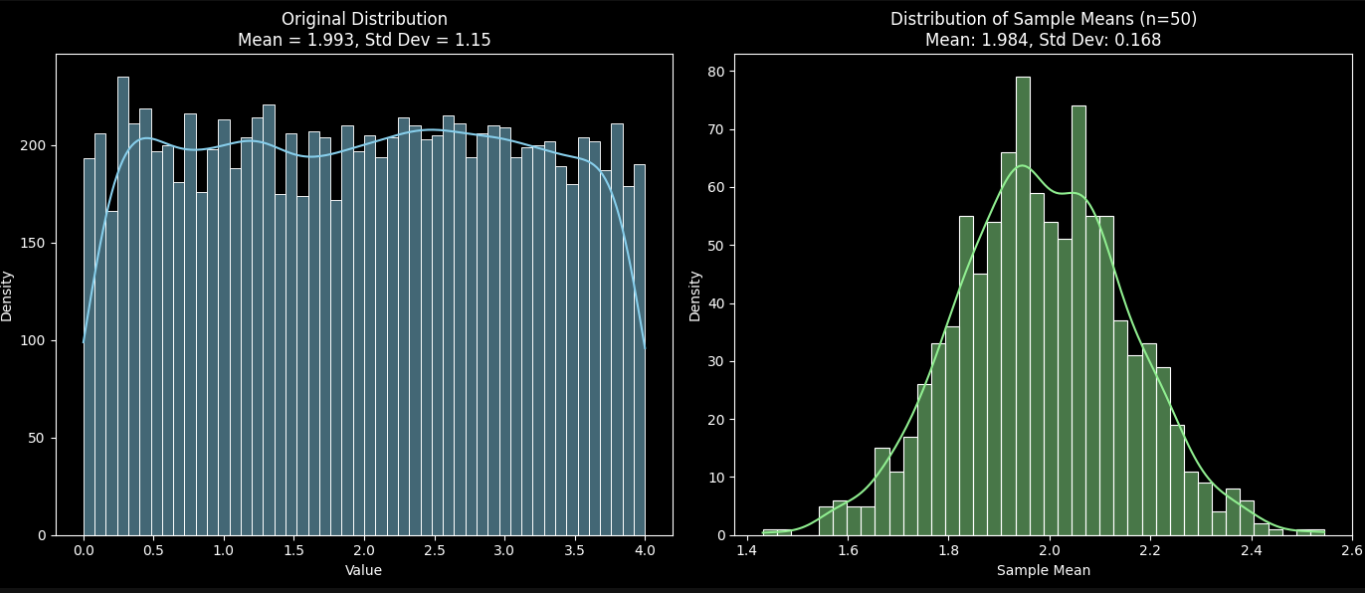 Original Distribution
Mean = 1.993, Std Dev = 1.15
Density
200
150
100
50
0
0.0 0.5 1.0 1.5 2.0 2.5 3.0 3.5 4.0
Value
Distribution of Sample Means (n=50)
Mean: 1.984, Std Dev: 0.168
Density
80
70
60
50
40
30
20
10
0
1.4 1.6 1.8 2.0 2.2 2.4 2.6
Sample Mean